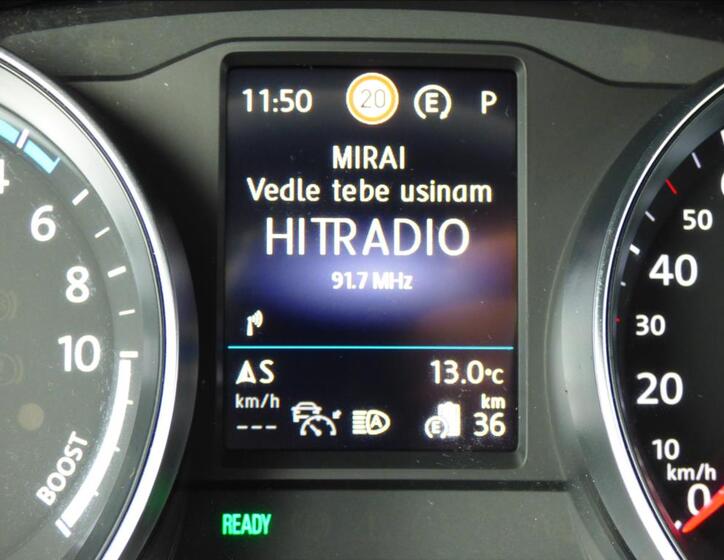 11:50 20 E P
MIRAI
Vedle tebe usinam
HITRADIO
91.7 MHz
AS 13.0°C
km/h km
--- A E 36
READY
4
6
8
10
BOOST
50
40
30
20
10
km/h
0